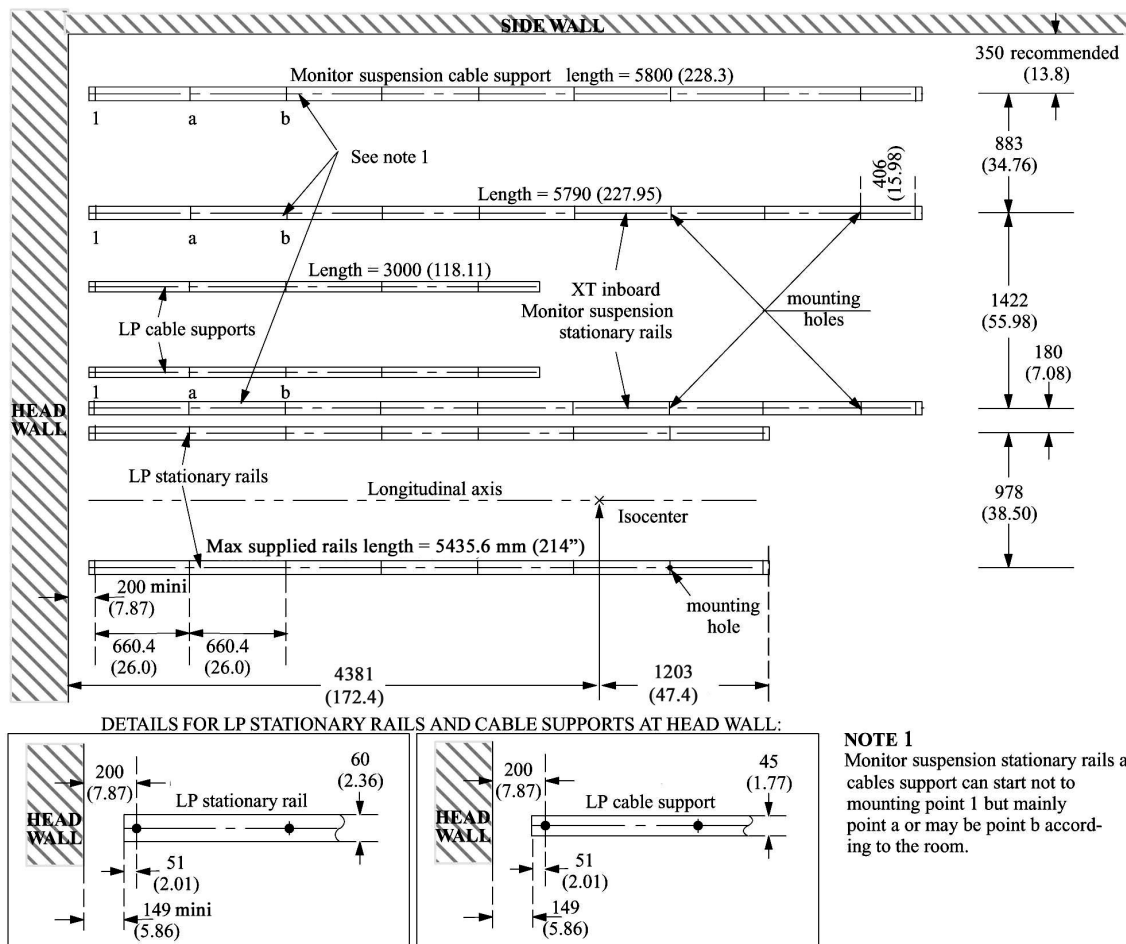 SIDE WALL
350 recommended
(13.8)
Monitor suspension cable support length = 5800 (228.3)
1 a b
883
(34.76)
See note 1
406
(15.98)
Length = 5790 (227.95)
1 a b
Length = 3000 (118.11)
XT inboard
Monitor suspension
stationary rails
mounting
holes
1422
(55.98)
LP cable supports
180
(7.08)
1 a b
HEAD
WALL
LP stationary rails
Longitudinal axis
Isocenter
978
(38.50)
Max supplied rails length = 5435.6 mm (214”)
200 mini
(7.87)
mounting
hole
660.4
(26.0)
660.4
(26.0)
4381
(172.4)
1203
(47.4)
DETAILS FOR LP STATIONARY RAILS AND CABLE SUPPORTS AT HEAD WALL:
200
(7.87)
60
(2.36)
LP stationary rail
HEAD
WALL
51
(2.01)
149 mini
(5.86)
200
(7.87)
45
(1.77)
LP cable support
HEAD
WALL
51
(2.01)
149
(5.86)
NOTE 1
Monitor suspension stationary rails a
cables support can start not to
mounting point 1 but mainly
point a or may be point b accord-
ing to the room.